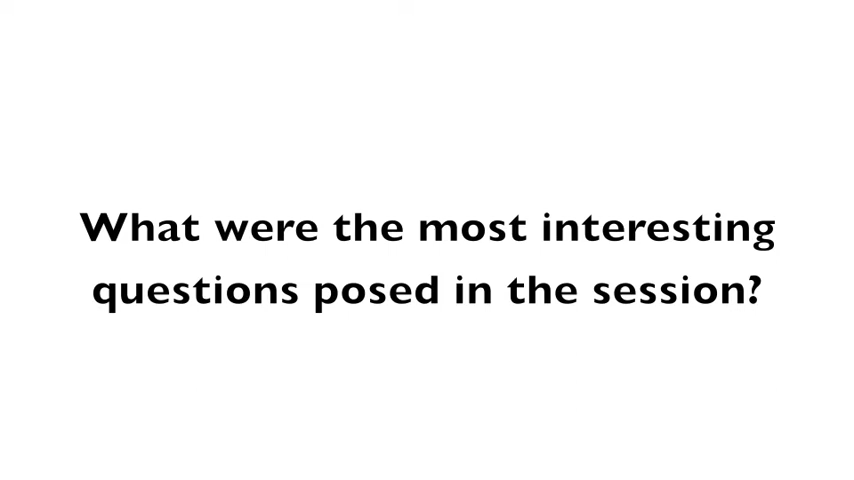 What were the most interesting
questions posed in the session?